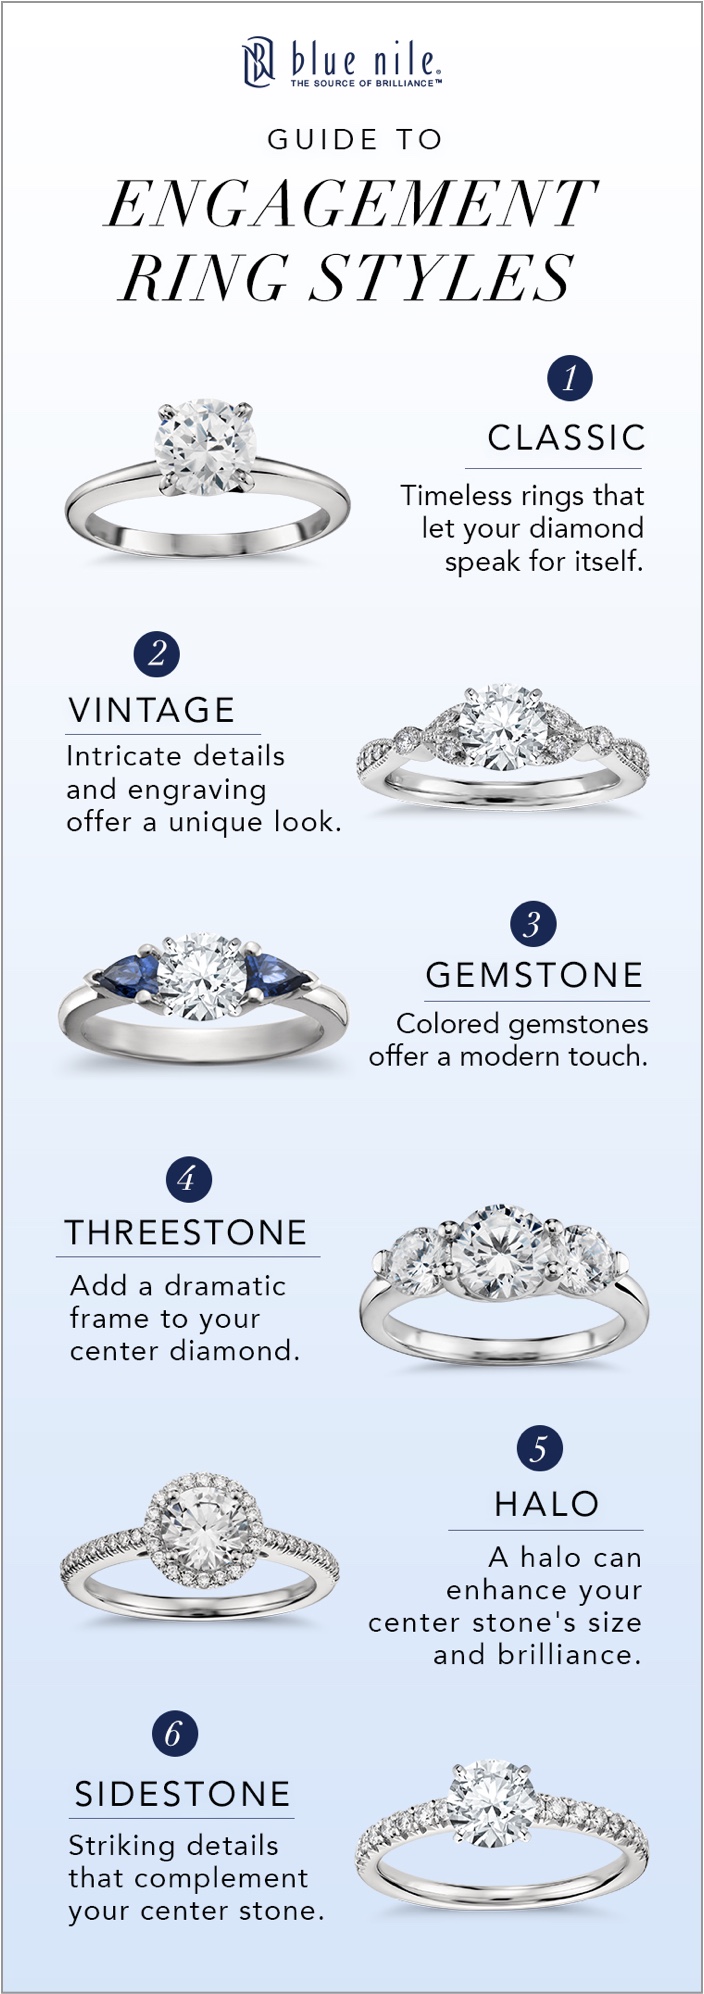 blue nile®
THE SOURCE OF BRILLIANCE™
GUIDE TO
ENGAGEMENT
RING STYLES
1
CLASSIC
Timeless rings that
let your diamond
speak for itself.
2
VINTAGE
Intricate details
and engraving
offer a unique look.
3
GEMSTONE
Colored gemstones
offer a modern touch.
4
THREESTONE
Add a dramatic
frame to your
center diamond.
5
HALO
A halo can
enhance your
center stone's size
and brilliance.
6
SIDESTONE
Striking details
that complement
your center stone.